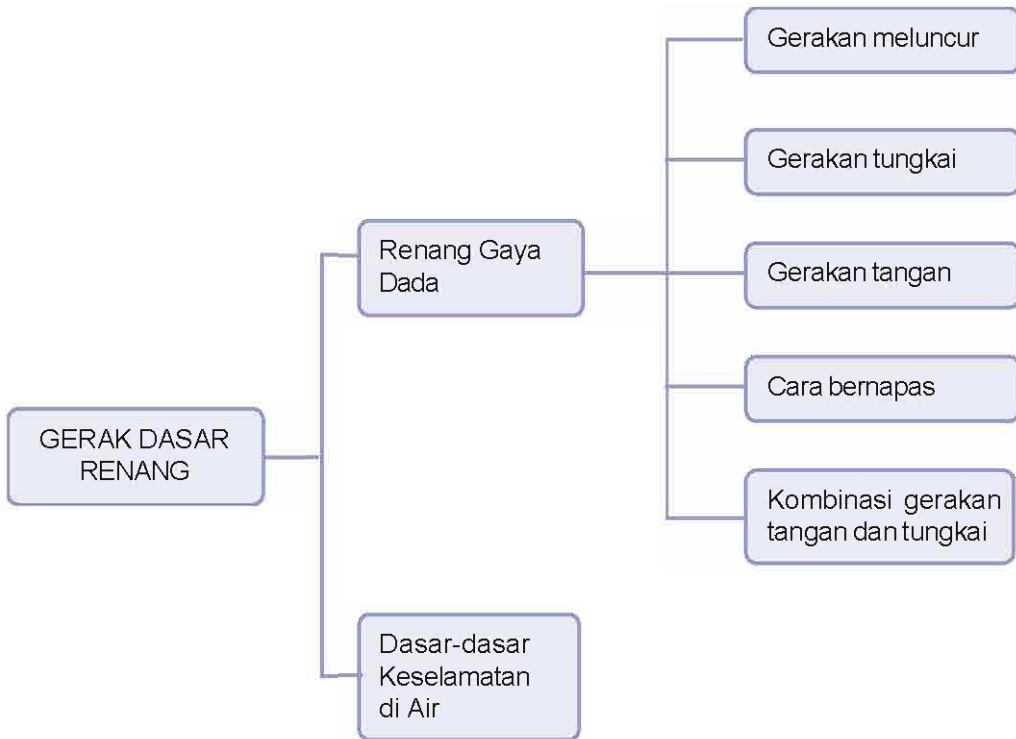 GERAK DASAR
RENANG
Renang Gaya
Dada
Gerakan meluncur
Gerakan tungkai
Gerakan tangan
Cara bernapas
Kombinasi gerakan
tangan dan tungkai
Dasar-dasar
Keselamatan
di Air